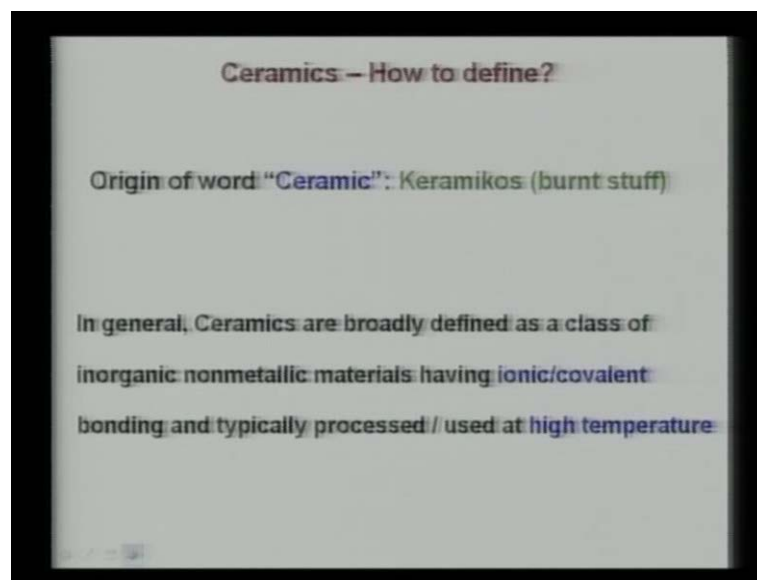 Ceramics – How to define?
Origin of word "Ceramic": Keramikos (burnt stuff)
In general, Ceramics are broadly defined as a class of
inorganic nonmetallic materials having ionic/covalent
bonding and typically processed / used at high temperature